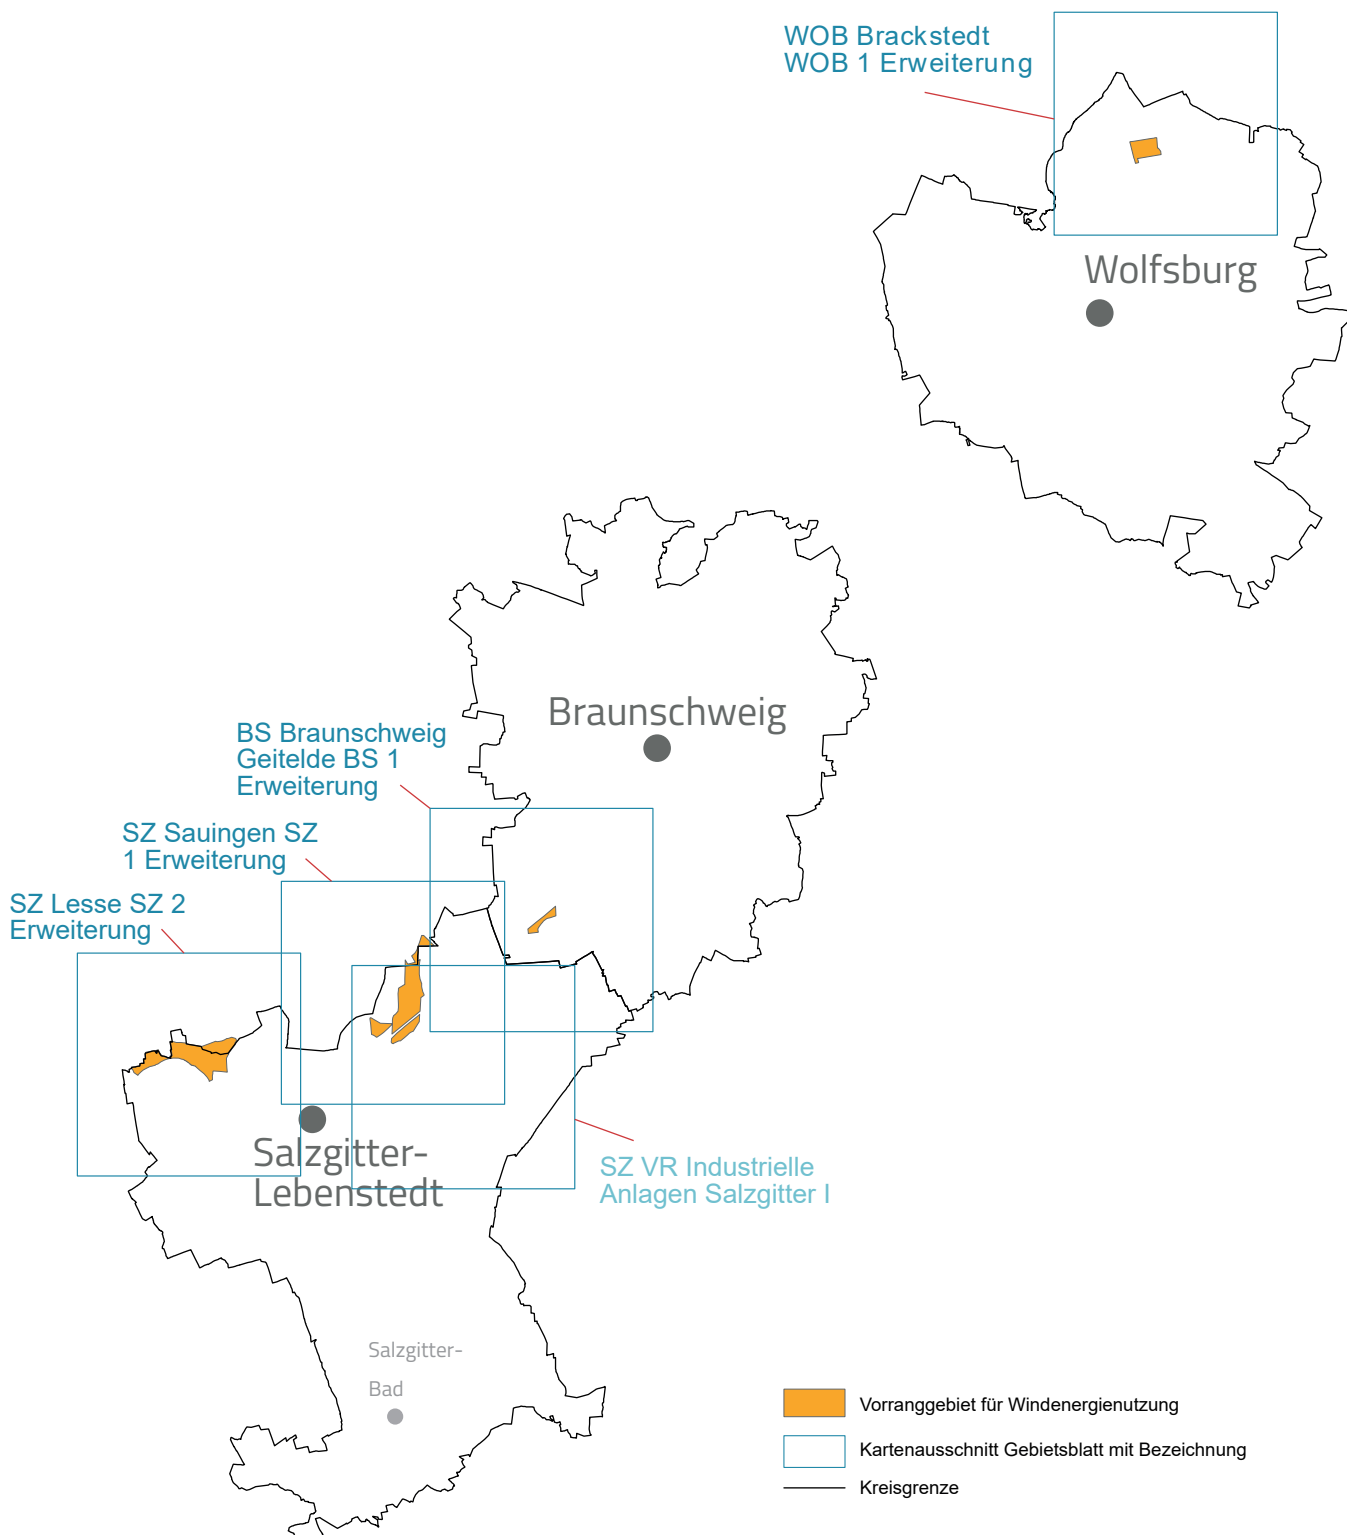 WOB Brackstedt
WOB 1 Erweiterung
Wolfsburg
Braunschweig
BS Braunschweig
Geitelde BS 1
Erweiterung
SZ Sauingen SZ
1 Erweiterung
SZ Lesse SZ 2
Erweiterung
Salzgitter-
Lebenstedt
SZ VR Industrielle
Anlagen Salzgitter I
Salzgitter-
Bad
Vorranggebiet für Windenergienutzung
Kartenausschnitt Gebietsblatt mit Bezeichnung
Kreisgrenze